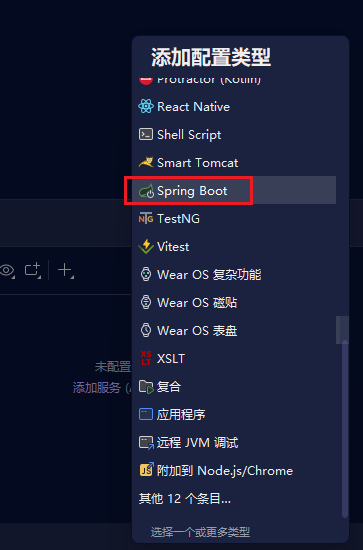 添加配置类型
Protractor (Kotlin)
React Native
Shell Script
Smart Tomcat
Spring Boot
TestNG
Vitest
Wear OS 复杂功能
Wear OS 磁贴
Wear OS 表盘
XSLT
复合
应用程序
远程 JVM 调试
附加到 Node.js/Chrome
其他 12 个条目...
选择一个或更多类型
未配置
添加服务 (